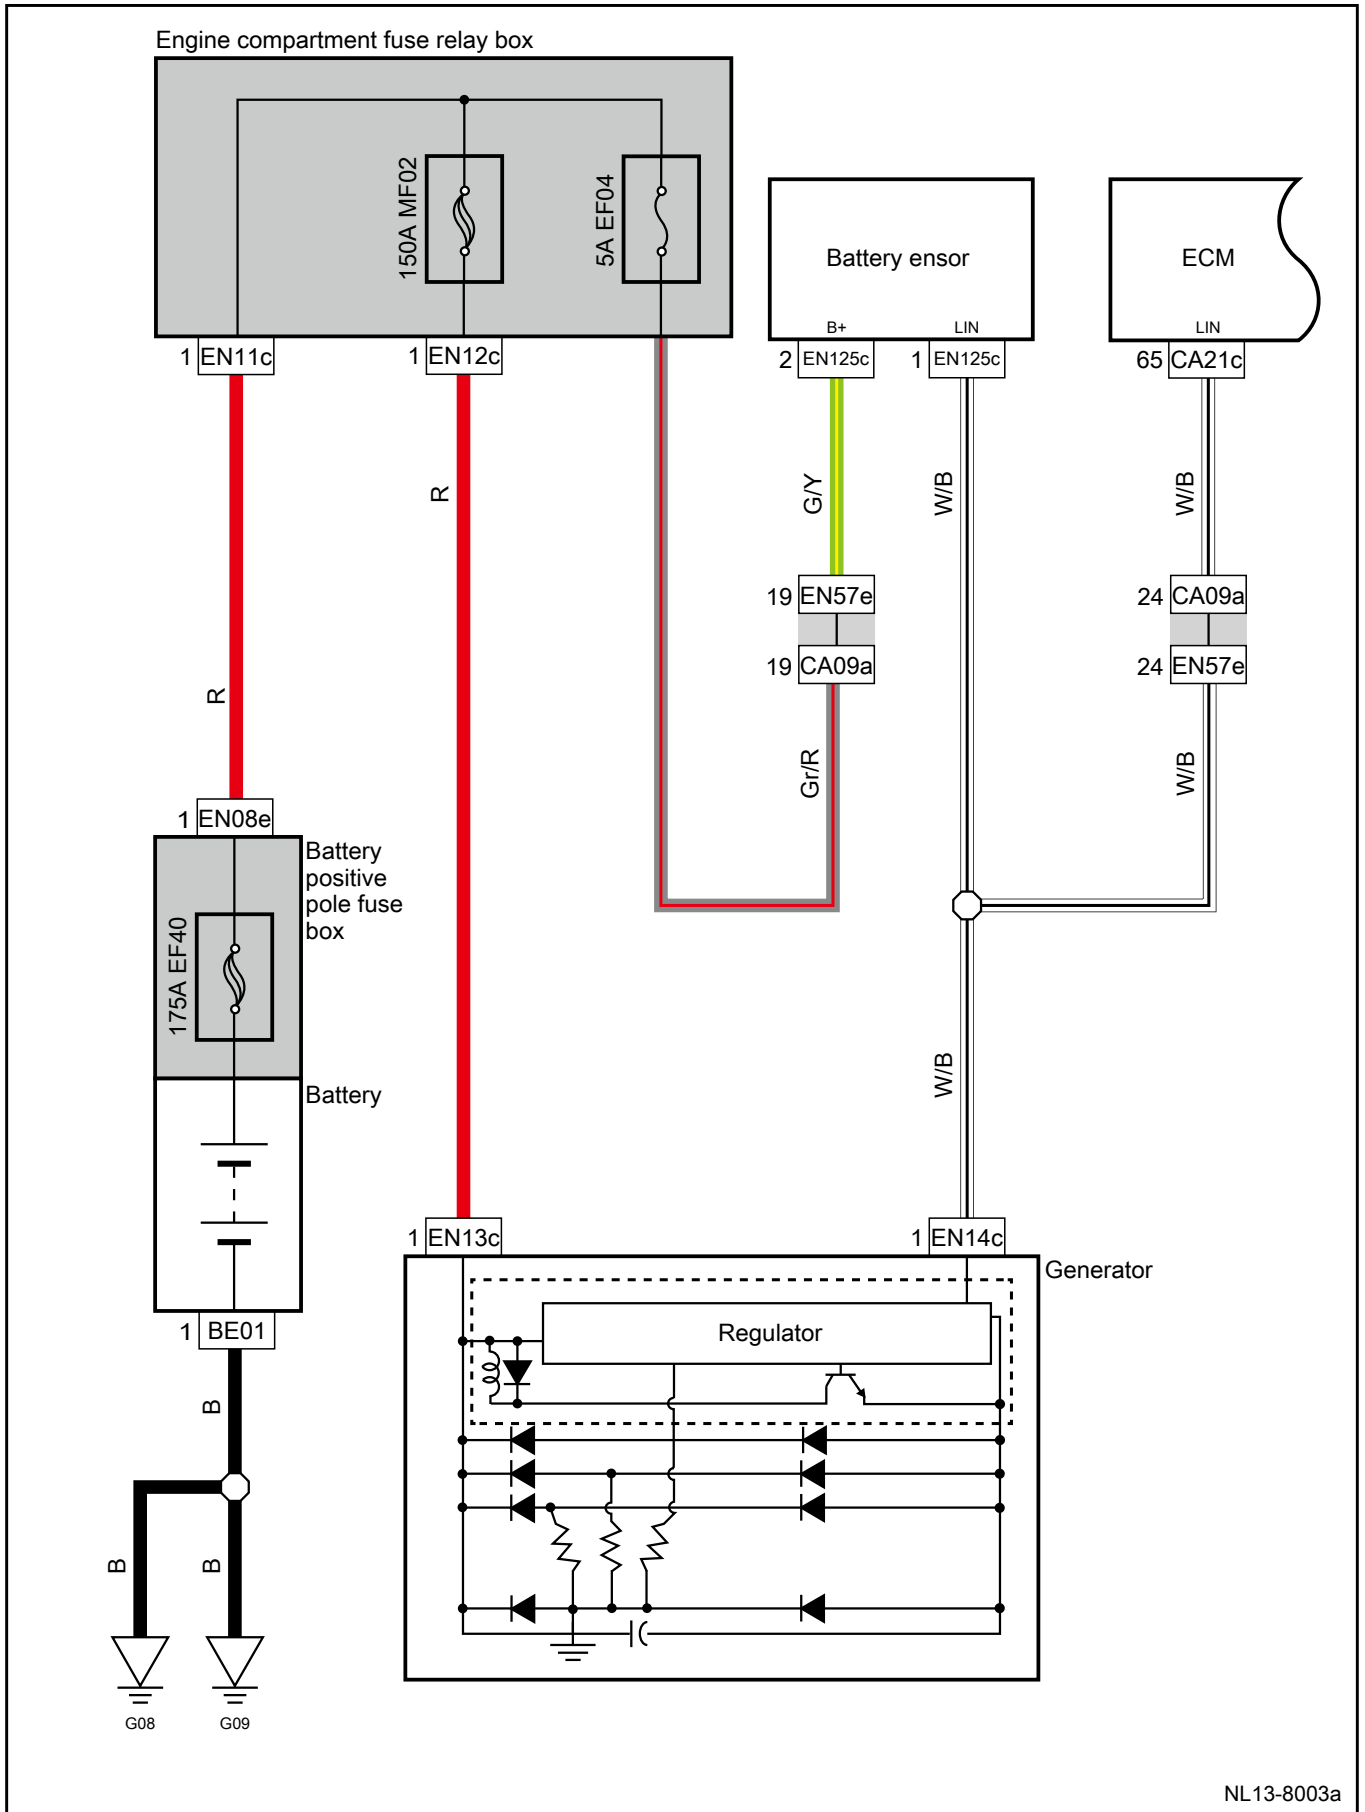 Engine compartment fuse relay box
150A MF02
5A EF04
Battery ensor
B+
LIN
ECM
LIN
1 EN11c
1 EN12c
2 EN125c
1 EN125c
65 CA21c
R
R
G/Y
W/B
W/B
19 EN57e
19 CA09a
24 CA09a
24 EN57e
Gr/R
W/B
1 EN08e
Battery
positive
pole fuse
box
175A EF40
Battery
W/B
1 BE01
1 EN13c
1 EN14c
Generator
Regulator
B
B
B
G08
G09
NL13-8003a